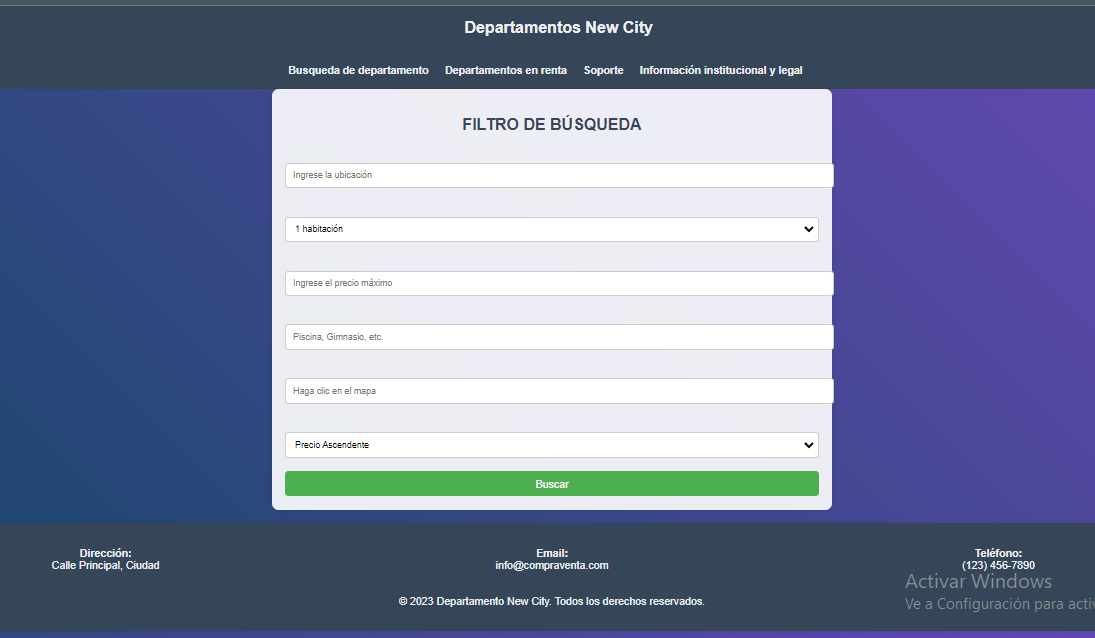 Departamentos New City
Busqueda de departamento Departamentos en renta Soporte Información institucional y legal
FILTRO DE BÚSQUEDA
Ingrese la ubicación
1 habitación
Ingrese el precio máximo
Piscina, Gimnasio, etc.
Haga clic en el mapa
Precio Ascendente
Buscar
Dirección:
Calle Principal, Ciudad
Email:
info@compraventa.com
Teléfono:
(123) 456-7890
© 2023 Departamento New City. Todos los derechos reservados.
Activar Windows
Ve a Configuración para activ